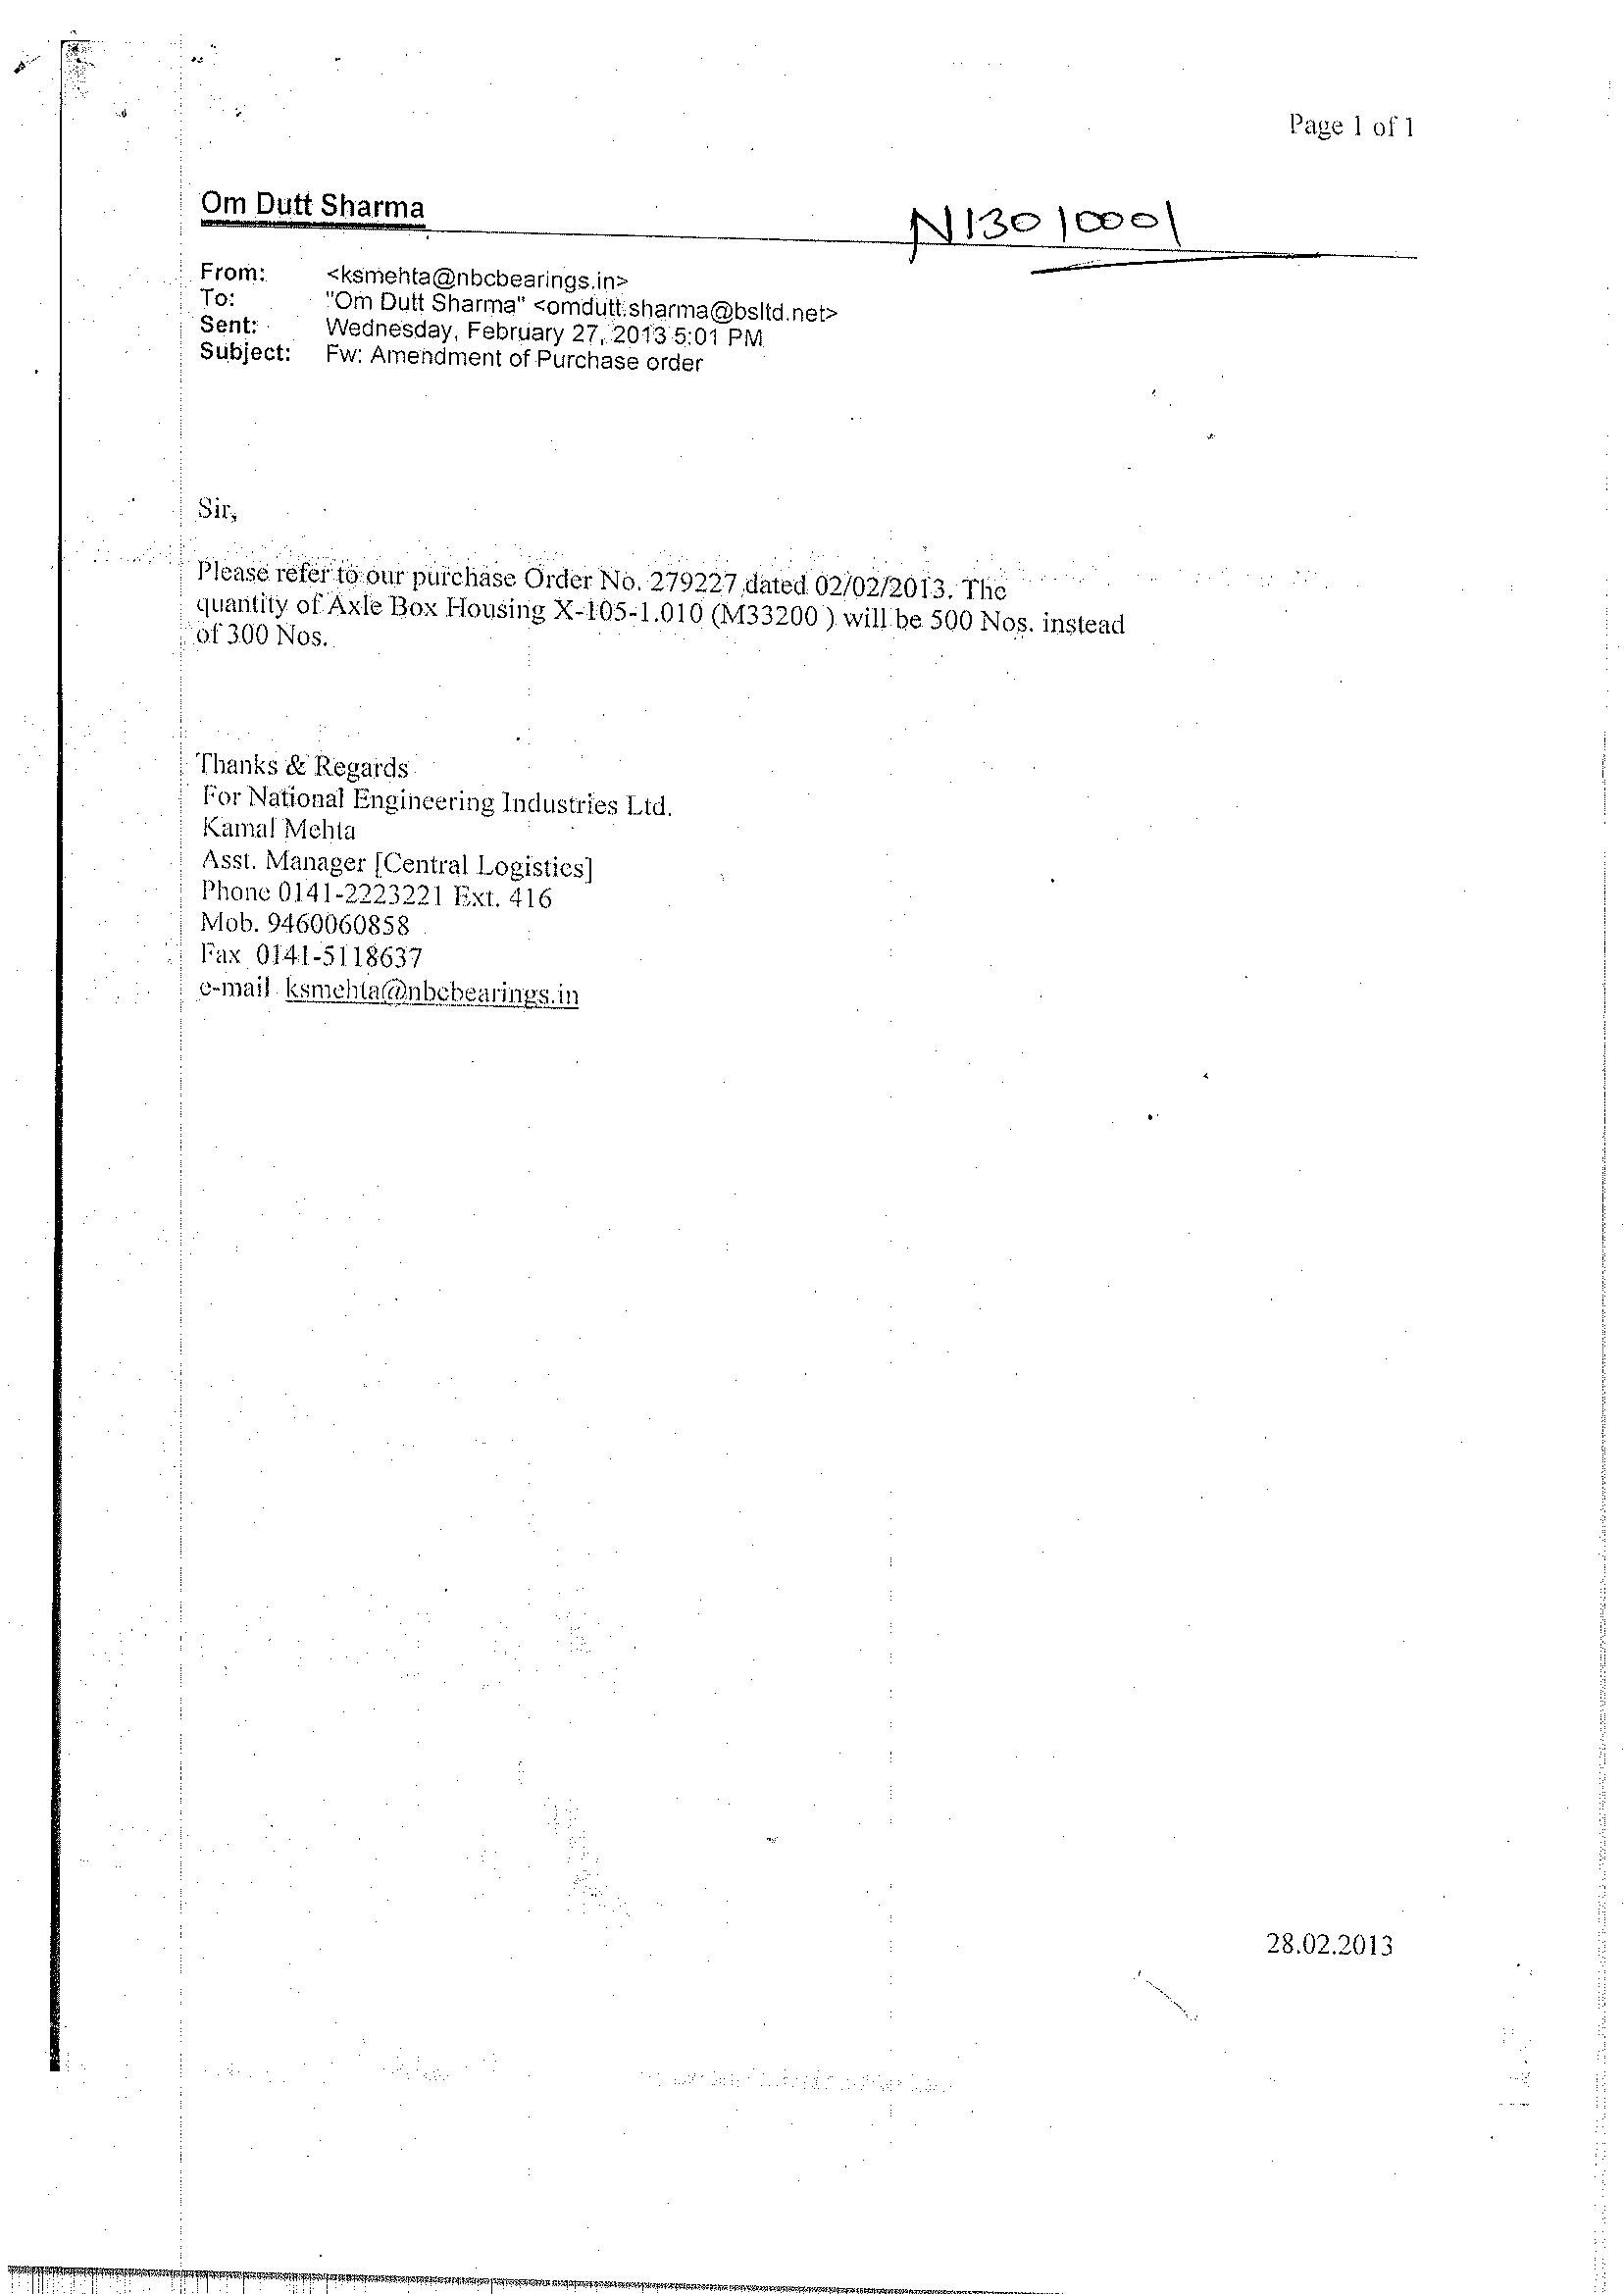 Page 1 of 1
Om Dutt Sharma
N13010001
From: <ksmehta@nbcbearings.in>
To: "Om Dutt Sharma" <omdutt.sharma@bsltd.net>
Sent: Wednesday, February 27, 2013 5:01 PM
Subject: Fw: Amendment of Purchase order
Sir,
Please refer to our purchase Order No. 279227 dated 02/02/2013. The
quantity of Axle Box Housing X-105-1.010 (M33200 ) will be 500 Nos. instead
of 300 Nos.
Thanks & Regards
For National Engineering Industries Ltd.
Kamal Mehta
Asst. Manager [Central Logistics]
Phone 0141-2223221 Ext. 416
Mob. 9460060858
Fax 0141-5118637
e-mail ksmehta@nbcbearings.in
28.02.2013